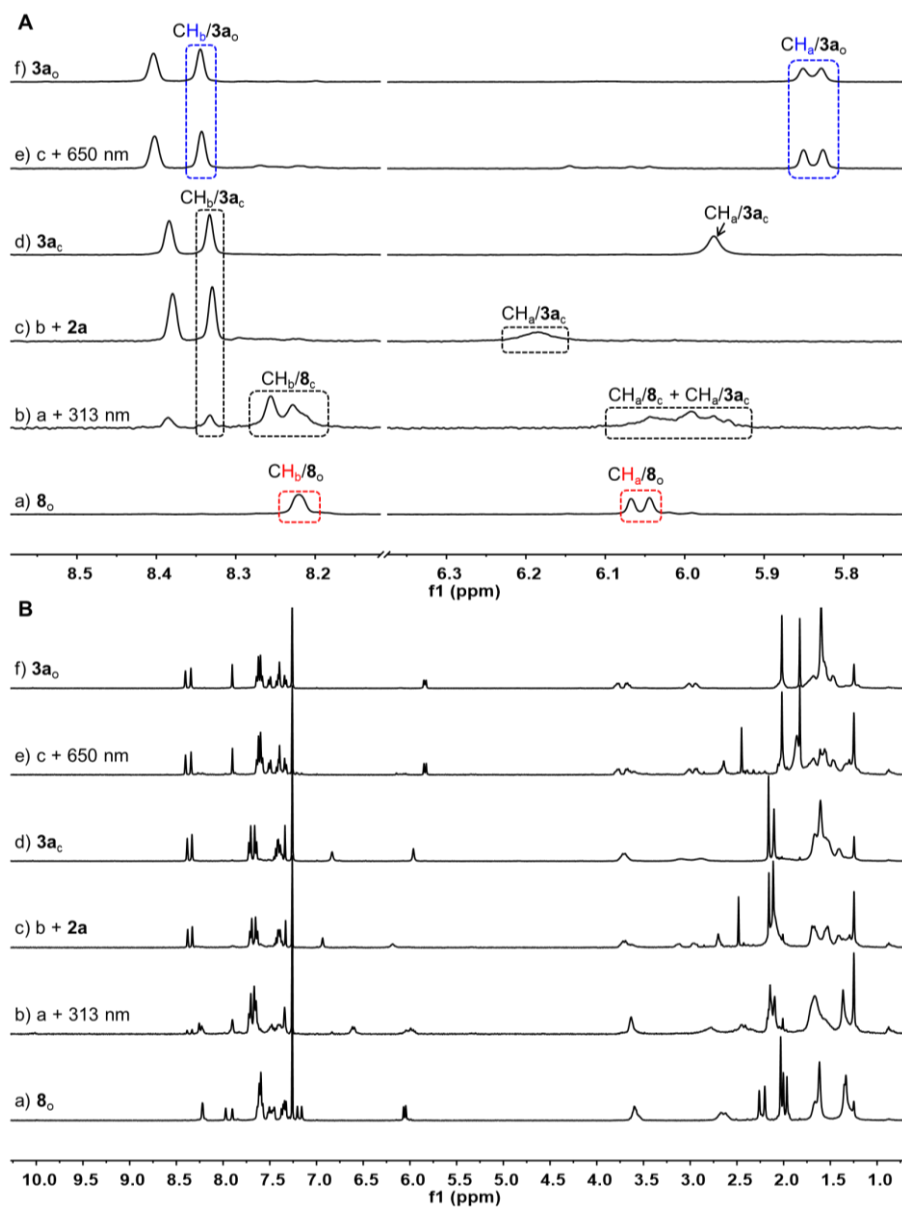 A
CHb/3ao
CHa/3ao
f) 3ao
e) c + 650 nm
CHb/3ac
CHa/3ac
d) 3ac
CHa/3ac
c) b + 2a
CHb/8c
CHa/8c + CHa/3ac
b) a + 313 nm
CHb/8o
CHa/8o
a) 8o
8.5 8.4 8.3 8.2 6.3 6.2 6.1 6.0 5.9 5.8
f1 (ppm)
B
f) 3ao
e) c + 650 nm
d) 3ac
c) b + 2a
b) a + 313 nm
a) 8o
10.0 9.5 9.0 8.5 8.0 7.5 7.0 6.5 6.0 5.5 5.0 4.5 4.0 3.5 3.0 2.5 2.0 1.5 1.0
f1 (ppm)